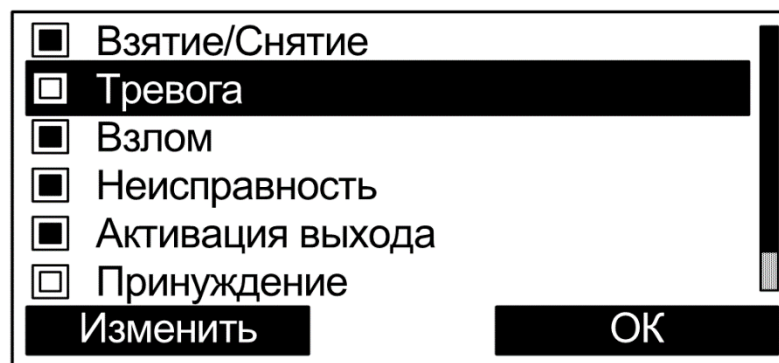 Взятие/Снятие
Тревога
Взлом
Неисправность
Активация выхода
Принуждение
Изменить ОК